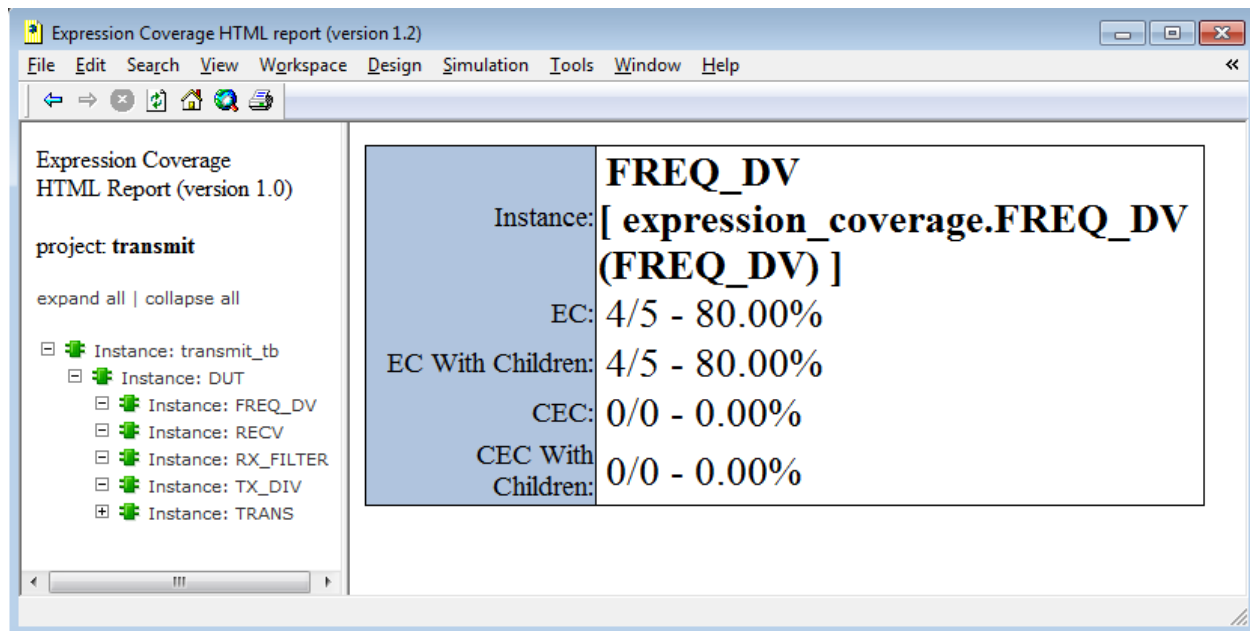 Expression Coverage HTML report (version 1.2)
File Edit Search View Workspace Design Simulation Tools Window Help
Expression Coverage
HTML Report (version 1.0)
project: transmit
expand all | collapse all
Instance: transmit_tb
Instance: DUT
Instance: FREQ_DV
Instance: RECV
Instance: RX_FILTER
Instance: TX_DIV
Instance: TRANS
Instance:
FREQ_DV
[ expression_coverage.FREQ_DV
(FREQ_DV) ]
EC: 4/5 - 80.00%
EC With Children: 4/5 - 80.00%
CEC: 0/0 - 0.00%
CEC With
Children:
0/0 - 0.00%